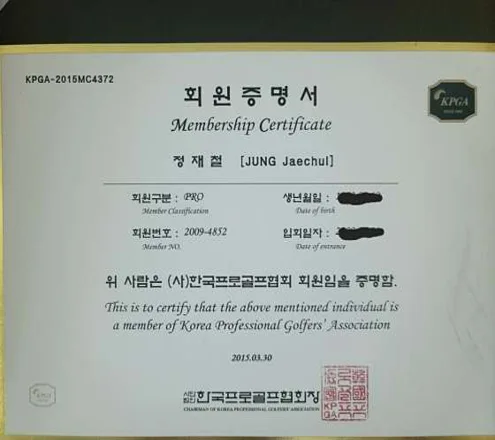 KPGA-2015MC4372
회원증명서
KPGA
Membership Certificate
정재철 [JUNG Jaechul]
회원구분 : PRO 생년월일 :
Member Classification Date of birth
회원번호 : 2009-4852 입회일자 :
Member NO. Date of entrance
위 사람은 (사)한국프로골프협회 회원임을 증명함.
This is to certify that the above mentioned individual is
a member of Korea Professional Golfers' Association
2015.03.30
사단법인 한국프로골프협회장
CHAIRMAN OF KOREA PROFESSIONAL GOLFERS' ASSOCIATION